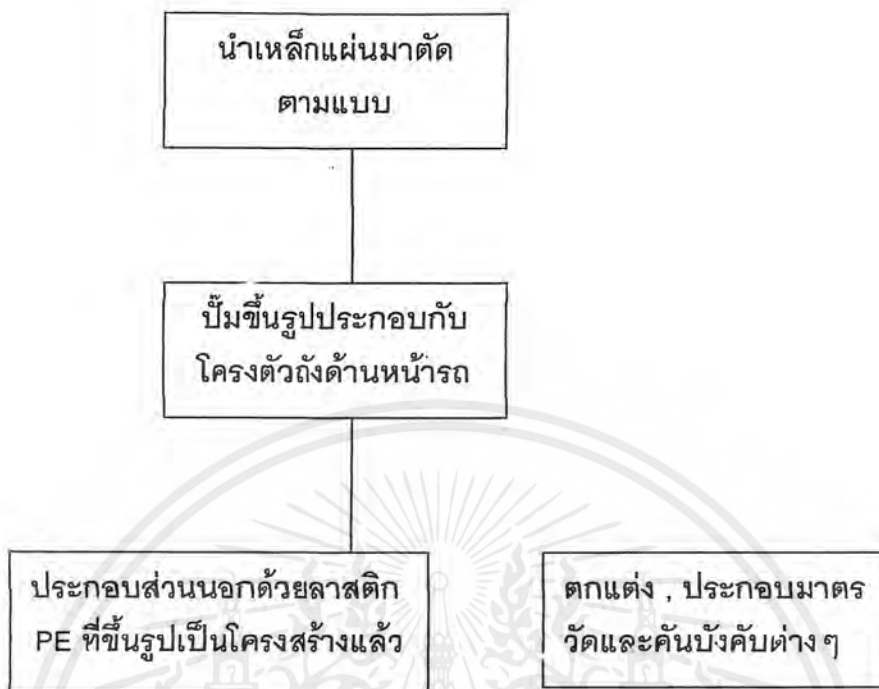 นำเหล็กแผ่นมาตัด
ตามแบบ
ปั๊มขึ้นรูปประกอบกับ
โครงตัวถังด้านหน้ารถ
ประกอบส่วนนอกด้วยลาสติก
PE ที่ขึ้นรูปเป็นโครงสร้างแล้ว
ตกแต่ง , ประกอบมาตร
วัดและคันบังคับต่างๆ